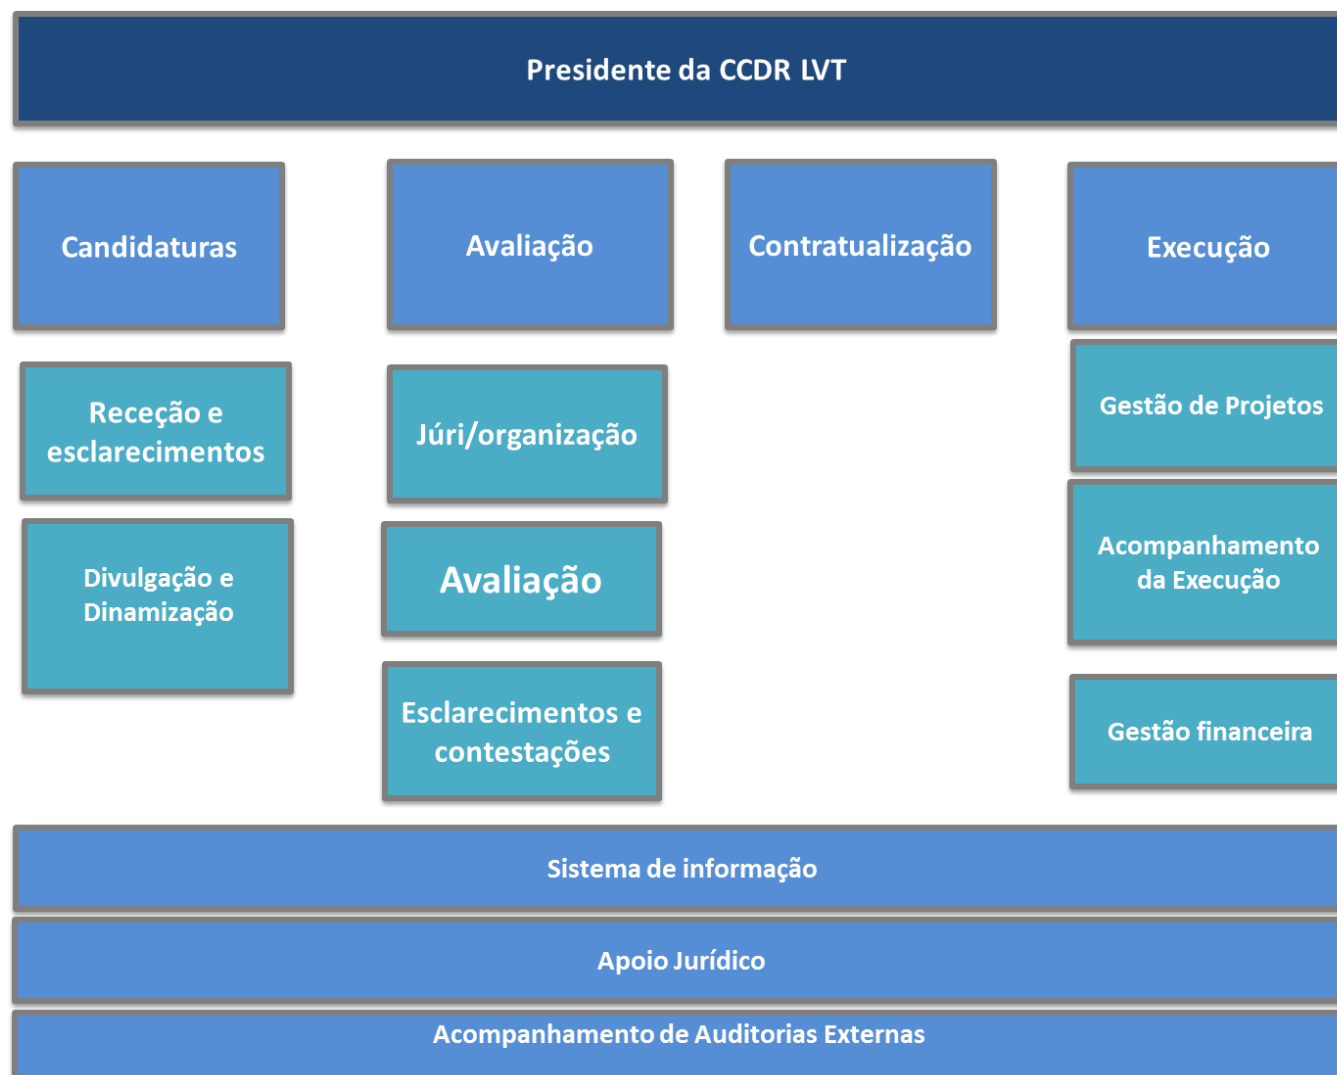 Presidente da CCDR LVT
Candidaturas
Avaliação
Contratualização
Execução
Receção e
esclarecimentos
Júri/organização
Gestão de Projetos
Divulgação e
Dinamização
Avaliação
Acompanhamento
da Execução
Esclarecimentos e
contestações
Gestão financeira
Sistema de informação
Apoio Jurídico
Acompanhamento de Auditorias Externas